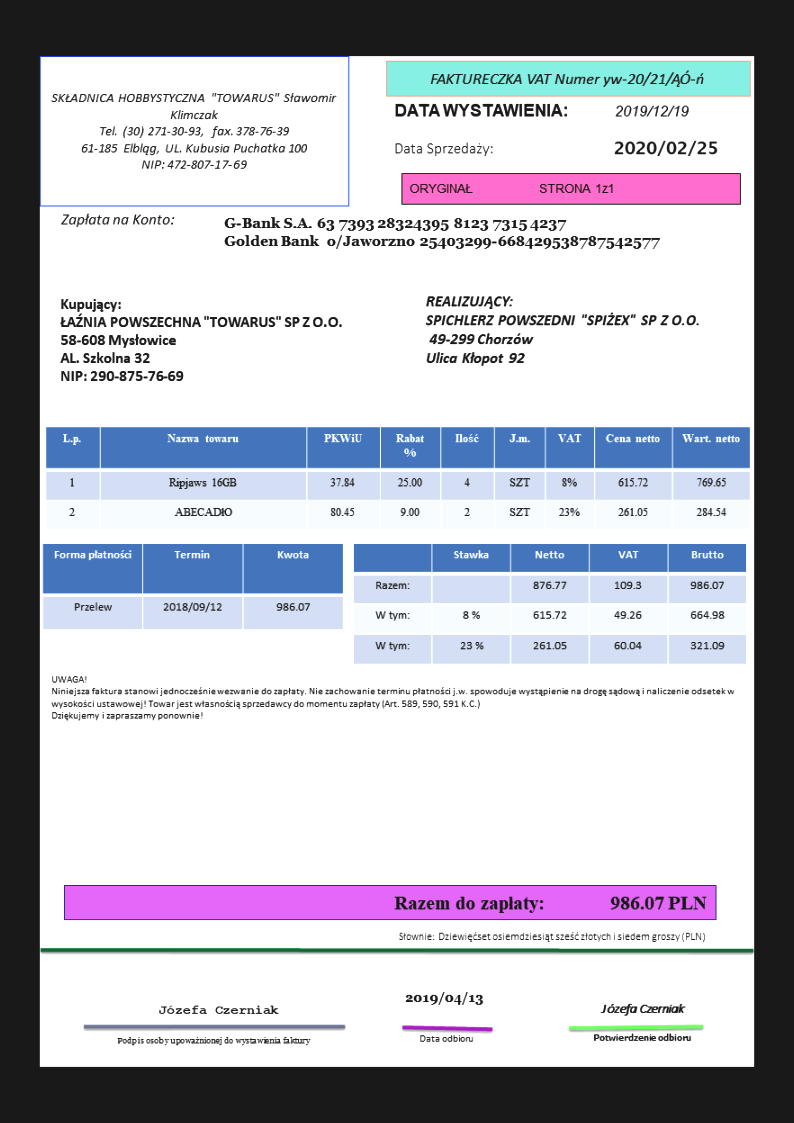 SKŁADNICA HOBBYSTYCZNA "TOWARUS" Sławomir
Klimczak
Tel. (30) 271-30-93, fax. 378-76-39
61-185 Elbląg, UL. Kubusia Puchatka 100
NIP: 472-807-17-69
FAKTURECZKA VAT Numer yw-20/21/ĄÓ-ń
DATA WYSTAWIENIA: 2019/12/19
Data Sprzedaży: 2020/02/25
ORYGINAŁ STRONA 1z1
Zapłata na Konto:
G-Bank S.A. 63 7393 28324395 8123 7315 4237
Golden Bank o/Jaworzno 25403299-668429538787542577
Kupujący:
ŁAŹNIA POWSZECHNA "TOWARUS" SP Z O.O.
58-608 Mysłowice
AL. Szkolna 32
NIP: 290-875-76-69
REALIZUJĄCY:
SPICHLERZ POWSZEDNI "SPIŻEX" SP Z O.O.
49-299 Chorzów
Ulica Kłopot 92
L.p. Nazwa towaru PKWiU Rabat % Ilość J.m. VAT Cena netto Wart. netto
1 Ripjaws 16GB 37.84 25.00 4 SZT 8% 615.72 769.65
2 ABECADŁO 80.45 9.00 2 SZT 23% 261.05 284.54
Forma płatności Termin Kwota
Przelew 2018/09/12 986.07
Stawka Netto VAT Brutto
Razem: 876.77 109.3 986.07
W tym: 8 % 615.72 49.26 664.98
W tym: 23 % 261.05 60.04 321.09
UWAGA!
Niniejsza faktura stanowi jednocześnie wezwanie do zapłaty. Nie zachowanie terminu płatności j.w. spowoduje wystąpienie na drogę sądową i naliczenie odsetek w
wysokości ustawowej! Towar jest własnością sprzedawcy do momentu zapłaty (Art. 589, 590, 591 K.C.)
Dziękujemy i zapraszamy ponownie!
Razem do zapłaty: 986.07 PLN
Słownie: Dziewięćset osiemdziesiąt sześć złotych i siedem groszy (PLN)
Józefa Czerniak
Podpis osoby upoważnionej do wystawienia faktury
2019/04/13
Data odbioru
Józefa Czerniak
Potwierdzenie odbioru